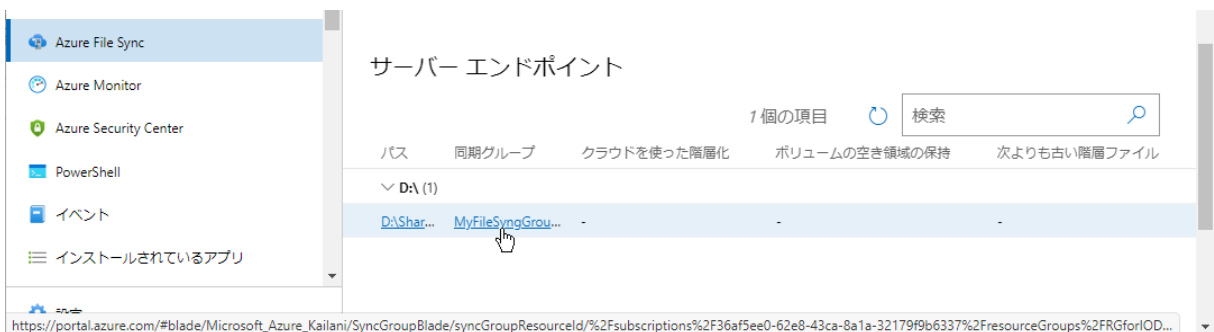 Azure File Sync
Azure Monitor
Azure Security Center
PowerShell
イベント
インストールされているアプリ
設定
サーバー エンドポイント
1 個の項目 検索
パス 同期グループ クラウドを使った階層化 ボリュームの空き領域の保持 次よりも古い階層ファイル
D:\ (1)
D:\Shar... MyFileSyngGrou... - - -
https://portal.azure.com/#blade/Microsoft_Azure_Kailani/SyncGroupBlade/syncGroupResourceId/%2Fsubscriptions%2F36af5ee0-62e8-43ca-8a1a-32179f9b6337%2FresourceGroups%2FRGforIOD...